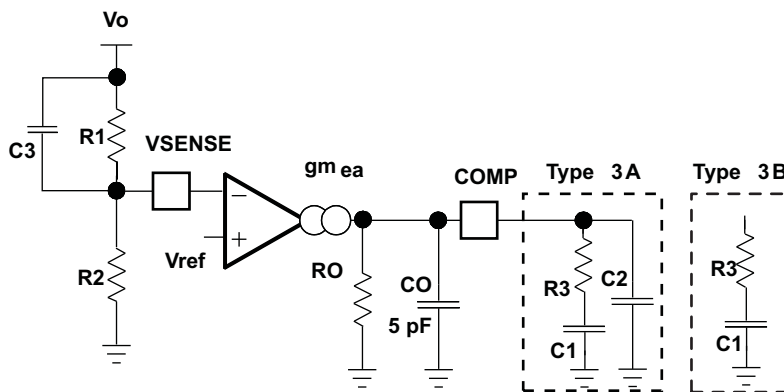 Vo
C3
R1
VSENSE
gm ea
COMP
Type 3A
Type 3B
Vref
R2
RO
CO
5 pF
R3
C2
C1
R3
C1